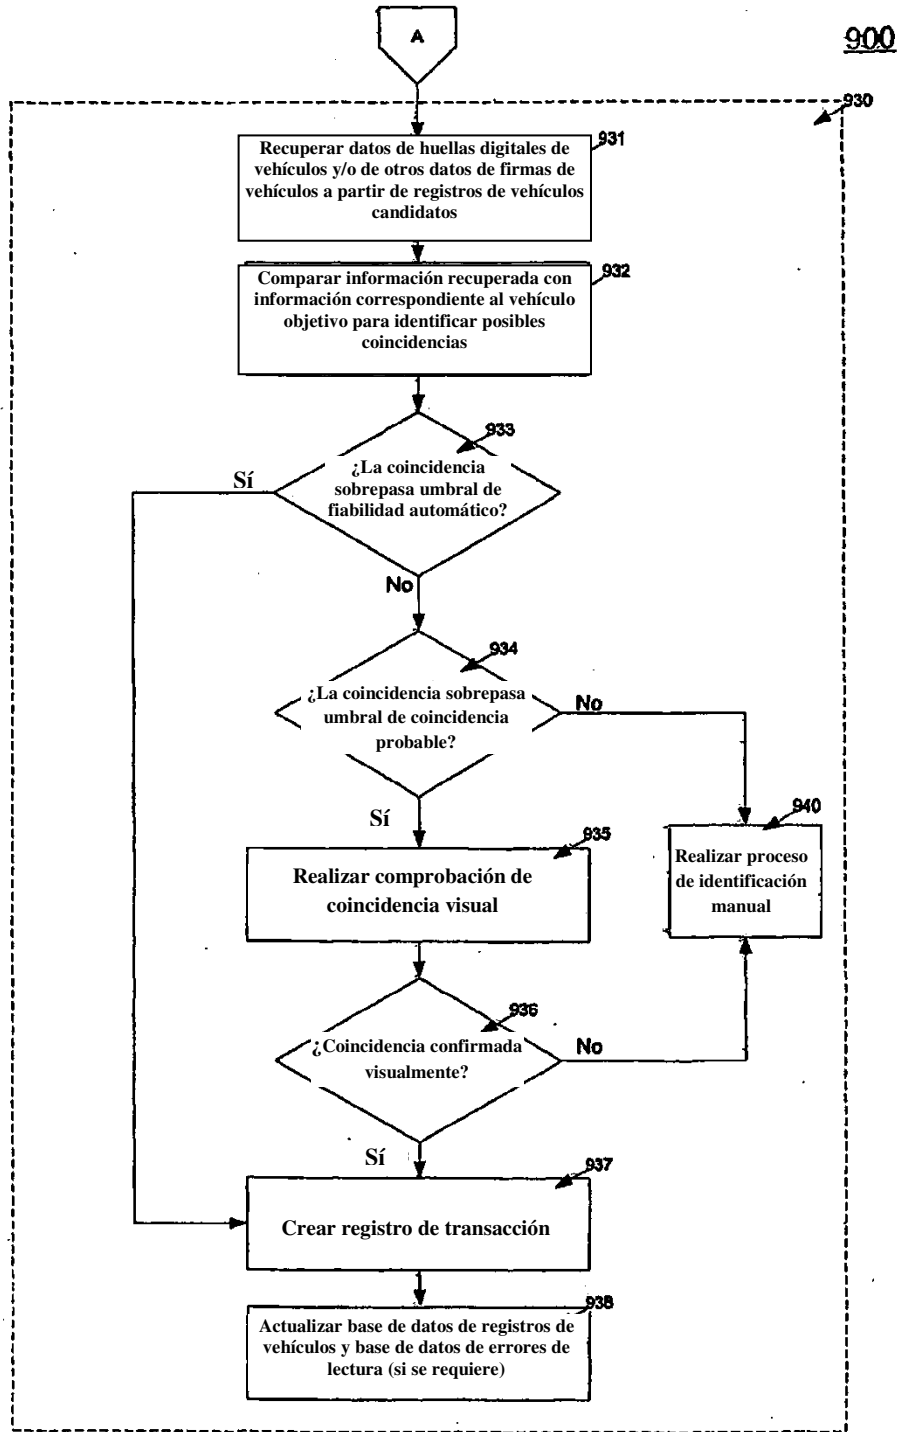 A
900
930
931
Recuperar datos de huellas digitales de
vehículos y/o de otros datos de firmas de
vehículos a partir de registros de vehículos
candidatos
932
Comparar información recuperada con
información correspondiente al vehículo
objetivo para identificar posibles
coincidencias
933
¿La coincidencia
sobrepasa umbral de
fiabilidad automático?
Sí
No
934
¿La coincidencia sobrepasa
umbral de coincidencia
probable?
No
Sí
935
Realizar comprobación de
coincidencia visual
940
Realizar proceso
de identificación
manual
936
¿Coincidencia confirmada
visualmente?
No
Sí
937
Crear registro de transacción
938
Actualizar base de datos de registros de
vehículos y base de datos de errores de
lectura (si se requiere)